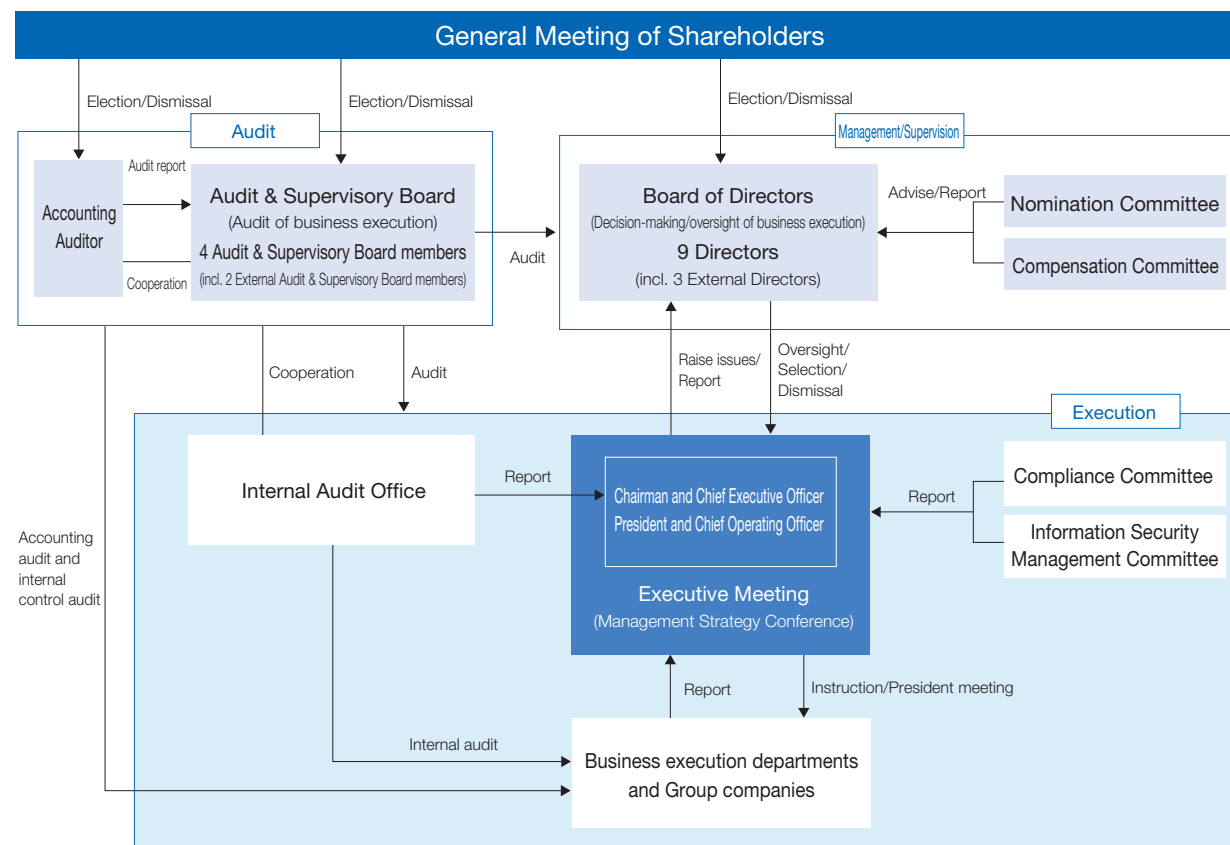 General Meeting of Shareholders
Election/Dismissal
Election/Dismissal
Election/Dismissal
Audit
Management/Supervision
Accounting
Auditor
Audit report
Cooperation
Audit & Supervisory Board
(Audit of business execution)
4 Audit & Supervisory Board members
(incl. 2 External Audit & Supervisory Board members)
Audit
Board of Directors
(Decision-making/oversight of business execution)
9 Directors
(incl. 3 External Directors)
Advise/Report
Nomination Committee
Compensation Committee
Cooperation
Audit
Raise issues/
Report
Oversight/
Selection/
Dismissal
Execution
Internal Audit Office
Report
Chairman and Chief Executive Officer
President and Chief Operating Officer
Executive Meeting
(Management Strategy Conference)
Report
Compliance Committee
Information Security
Management Committee
Accounting
audit and
internal
control audit
Report
Instruction/President meeting
Internal audit
Business execution departments
and Group companies